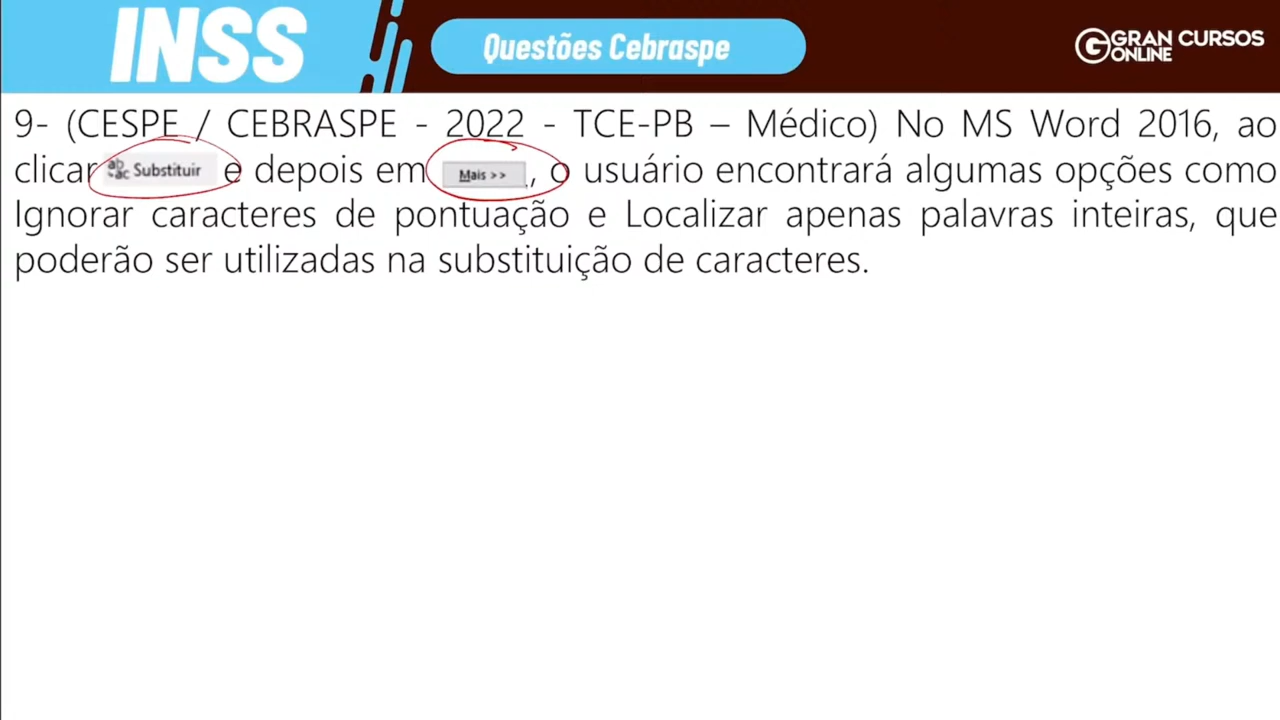 INSS
Questões Cebraspe
GRAN CURSOS
ONLINE
9- (CESPE / CEBRASPE - 2022 - TCE-PB – Médico) No MS Word 2016, ao
clicar Substituir e depois em Mais >> , o usuário encontrará algumas opções como
Ignorar caracteres de pontuação e Localizar apenas palavras inteiras, que
poderão ser utilizadas na substituição de caracteres.